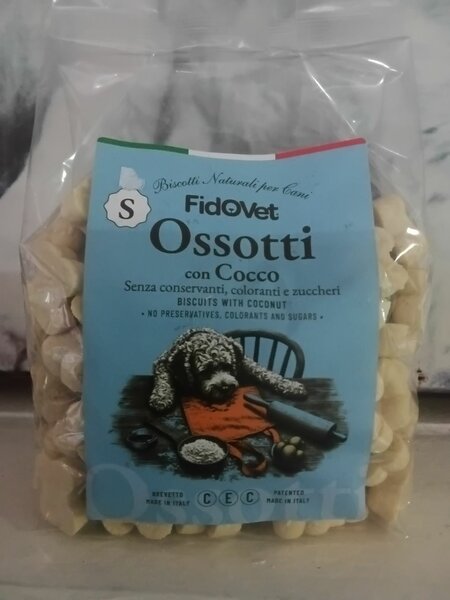 Biscotti Naturali per Cani
S
FidOVet
Ossotti
con Cocco
Senza conservanti, coloranti e zuccheri
BISCUITS WITH COCONUT
• NO PRESERVATIVES, COLORANTS AND SUGARS •
Ossotti
BREVETTO
MADE IN ITALY
C E C
PATENTED
MADE IN ITALY